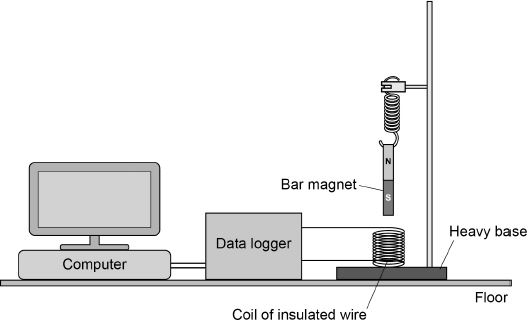 N
Bar magnet
S
Heavy base
Data logger
Computer
Floor
Coil of insulated wire